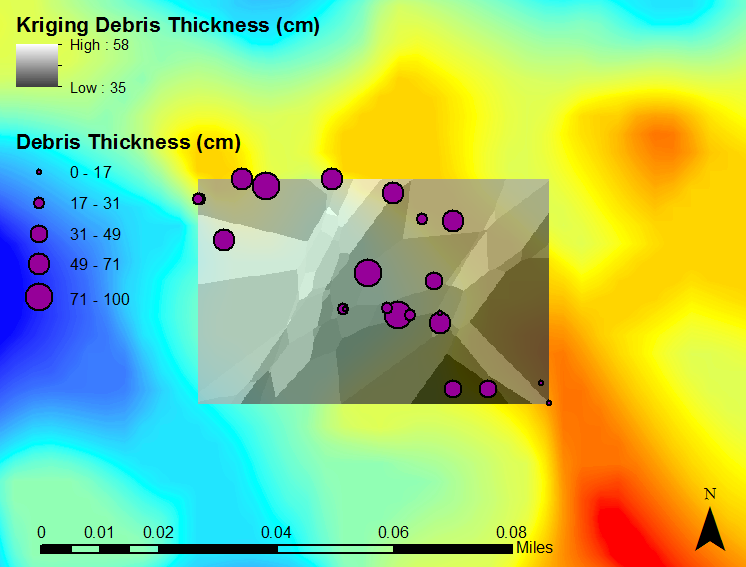 Kriging Debris Thickness (cm)
High : 58
Low : 35
Debris Thickness (cm)
0 - 17
17 - 31
31 - 49
49 - 71
71 - 100
N
0 0.01 0.02 0.04 0.06 0.08
Miles